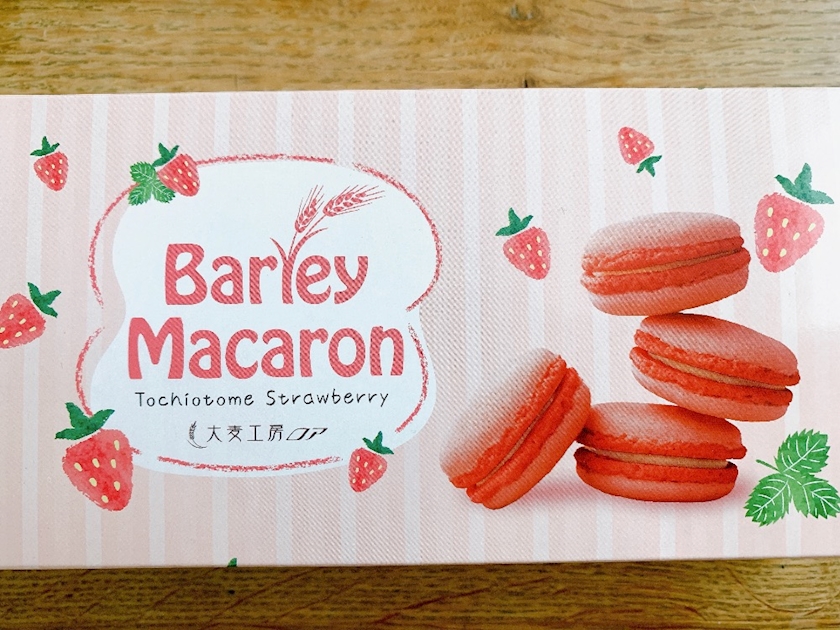 Barley
Macaron
Tochiotome Strawberry
大麦工房ロア